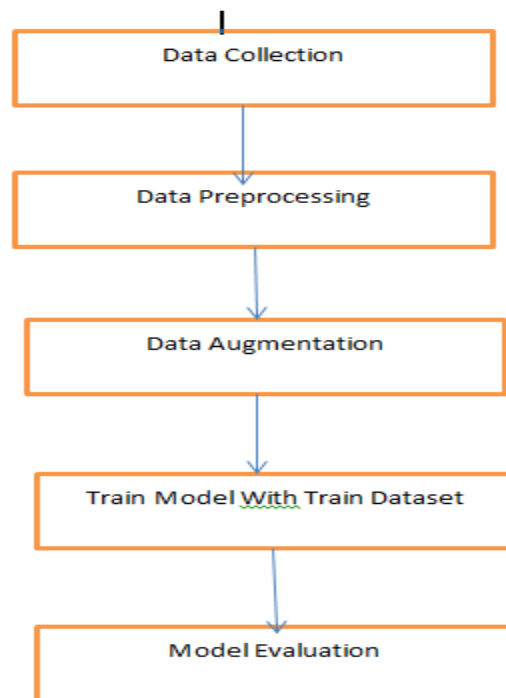 Data Collection
Data Preprocessing
Data Augmentation
Train Model With Train Dataset
Model Evaluation